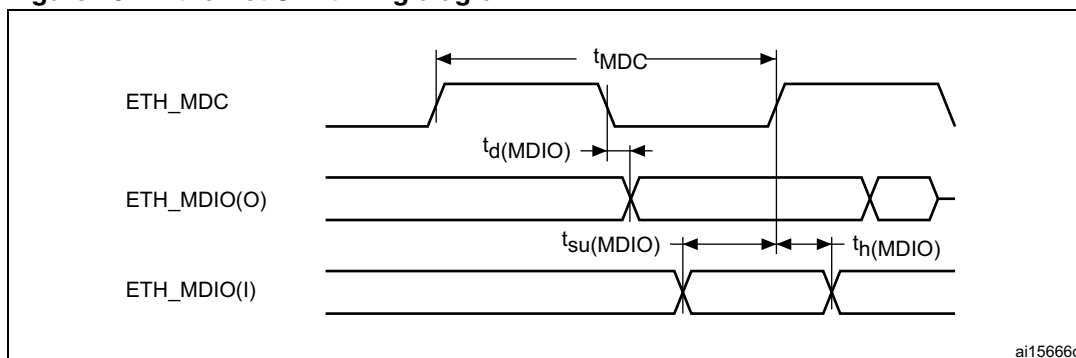 tMDC
ETH_MDC
td(MDIO)
ETH_MDIO(O)
tsu(MDIO)
th(MDIO)
ETH_MDIO(I)